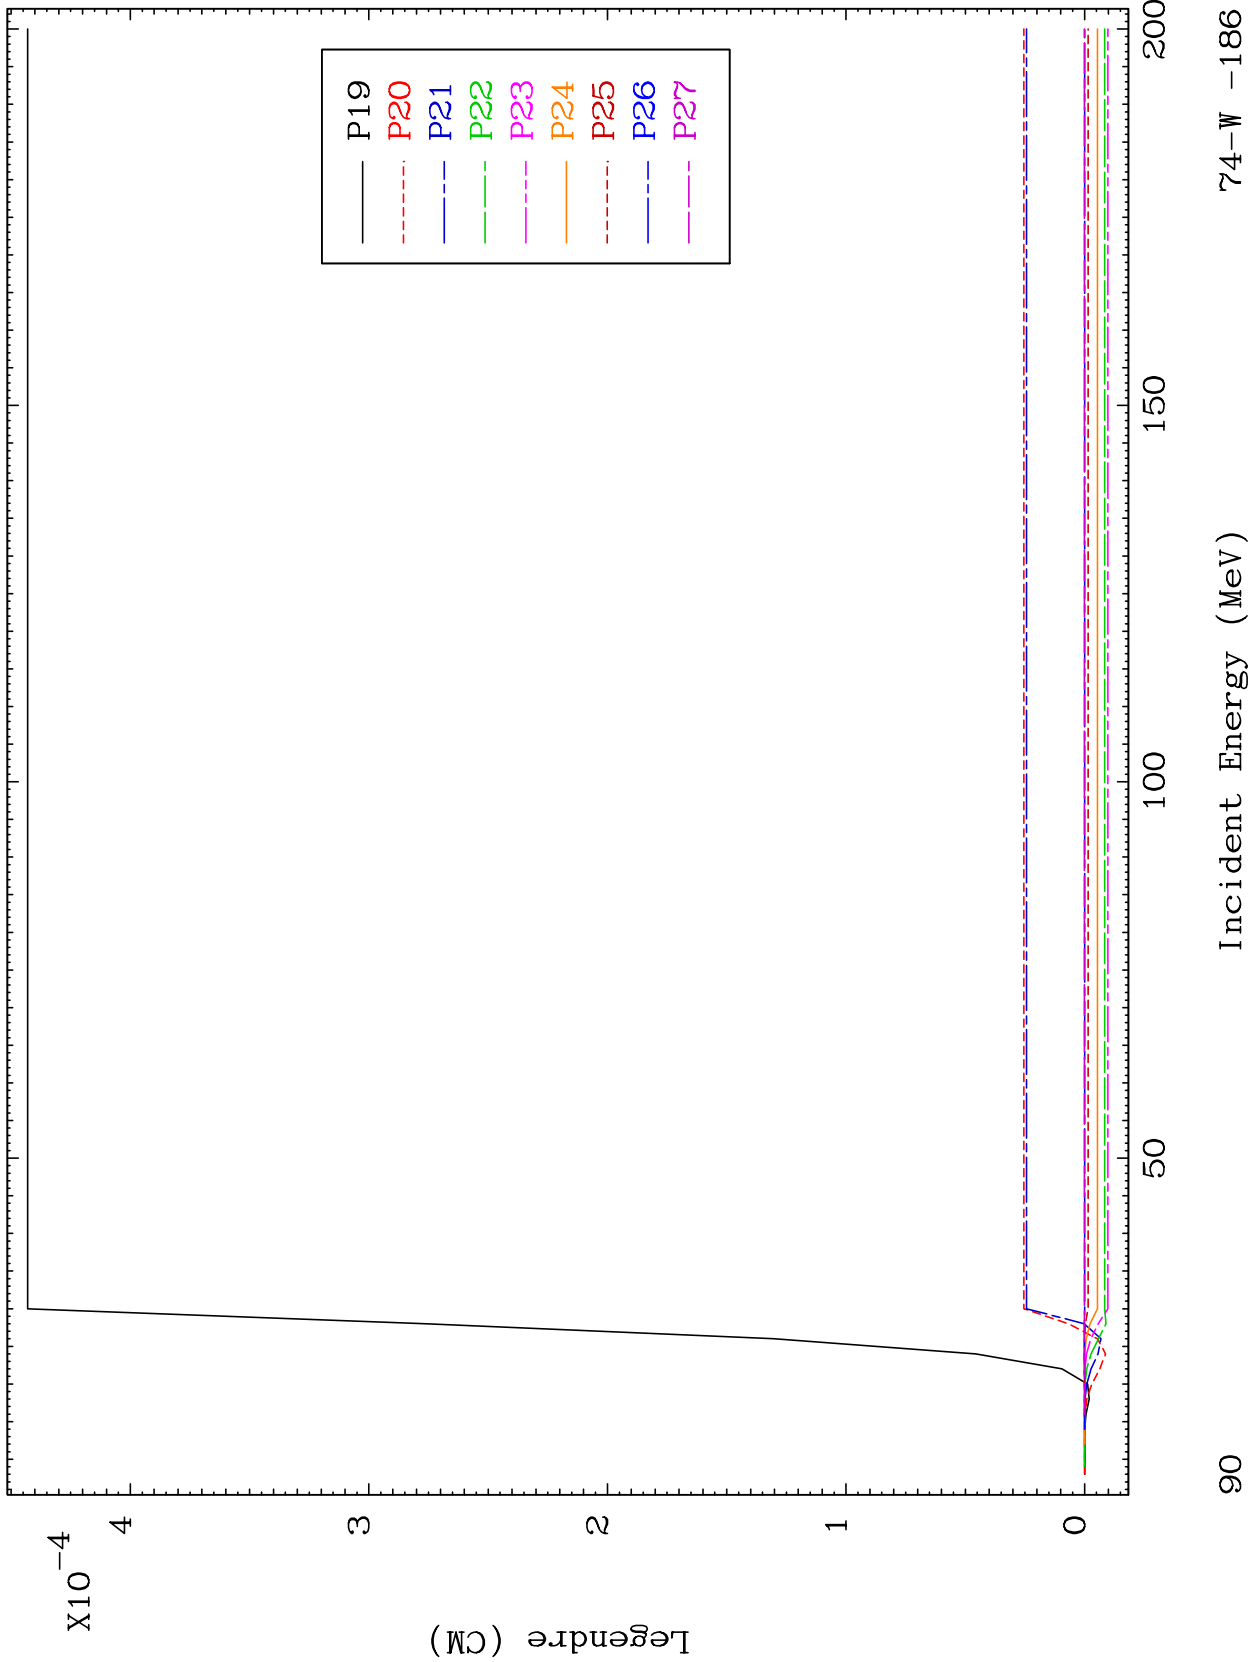 X10-4
Legendre (CM)
4
3
2
1
0
P19
P20
P21
P22
P23
P24
P25
P26
P27
50
100
150
200
90
Incident Energy (MeV)
74-W -186